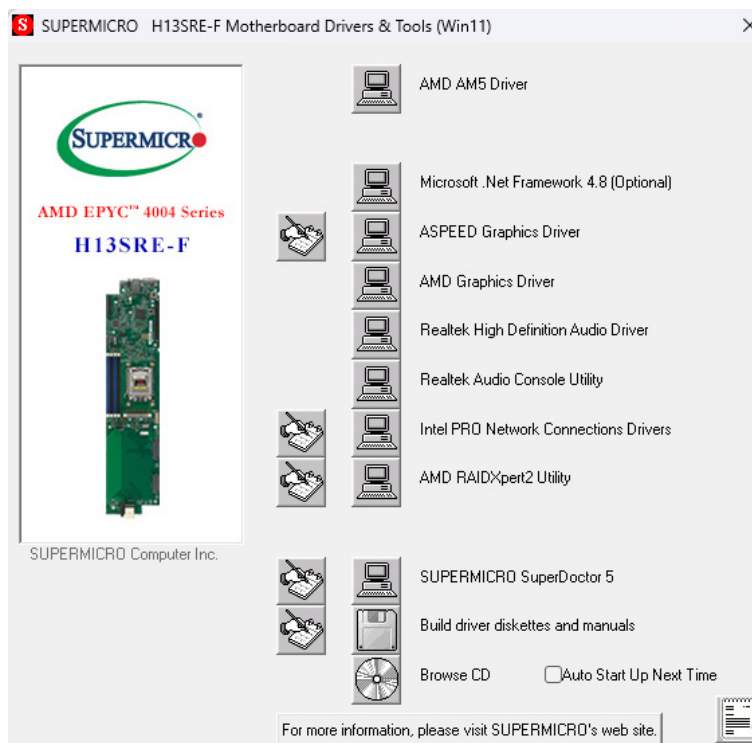 S SUPERMICRO H13SRE-F Motherboard Drivers & Tools (Win11)
SUPERMICR
AMD EPYC™ 4004 Series
H13SRE-F
SUPERMICRO Computer Inc.
AMD AM5 Driver
Microsoft .Net Framework 4.8 (Optional)
ASPEED Graphics Driver
AMD Graphics Driver
Realtek High Definition Audio Driver
Realtek Audio Console Utility
Intel PRO Network Connections Drivers
AMD RAIDXpert2 Utility
SUPERMICRO SuperDoctor 5
Build driver diskettes and manuals
Browse CD
Auto Start Up Next Time
For more information, please visit SUPERMICRO's web site.